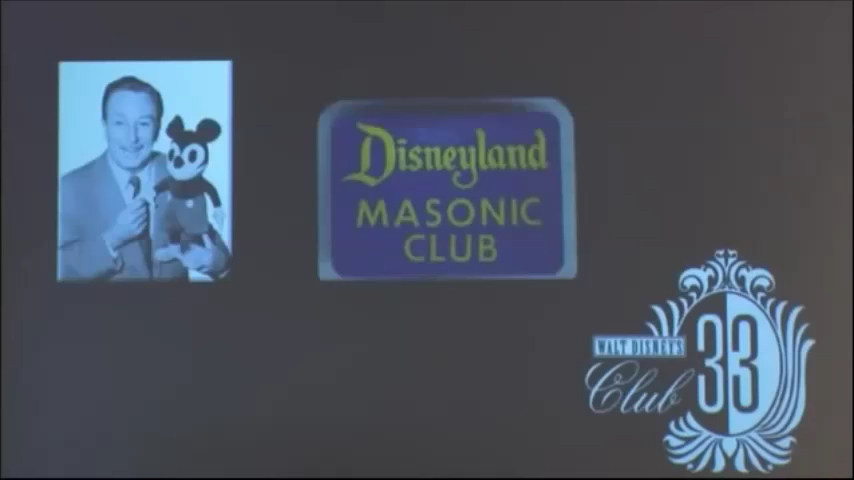 Disneyland
MASONIC
CLUB
WALT DISNEY'S
Club 33